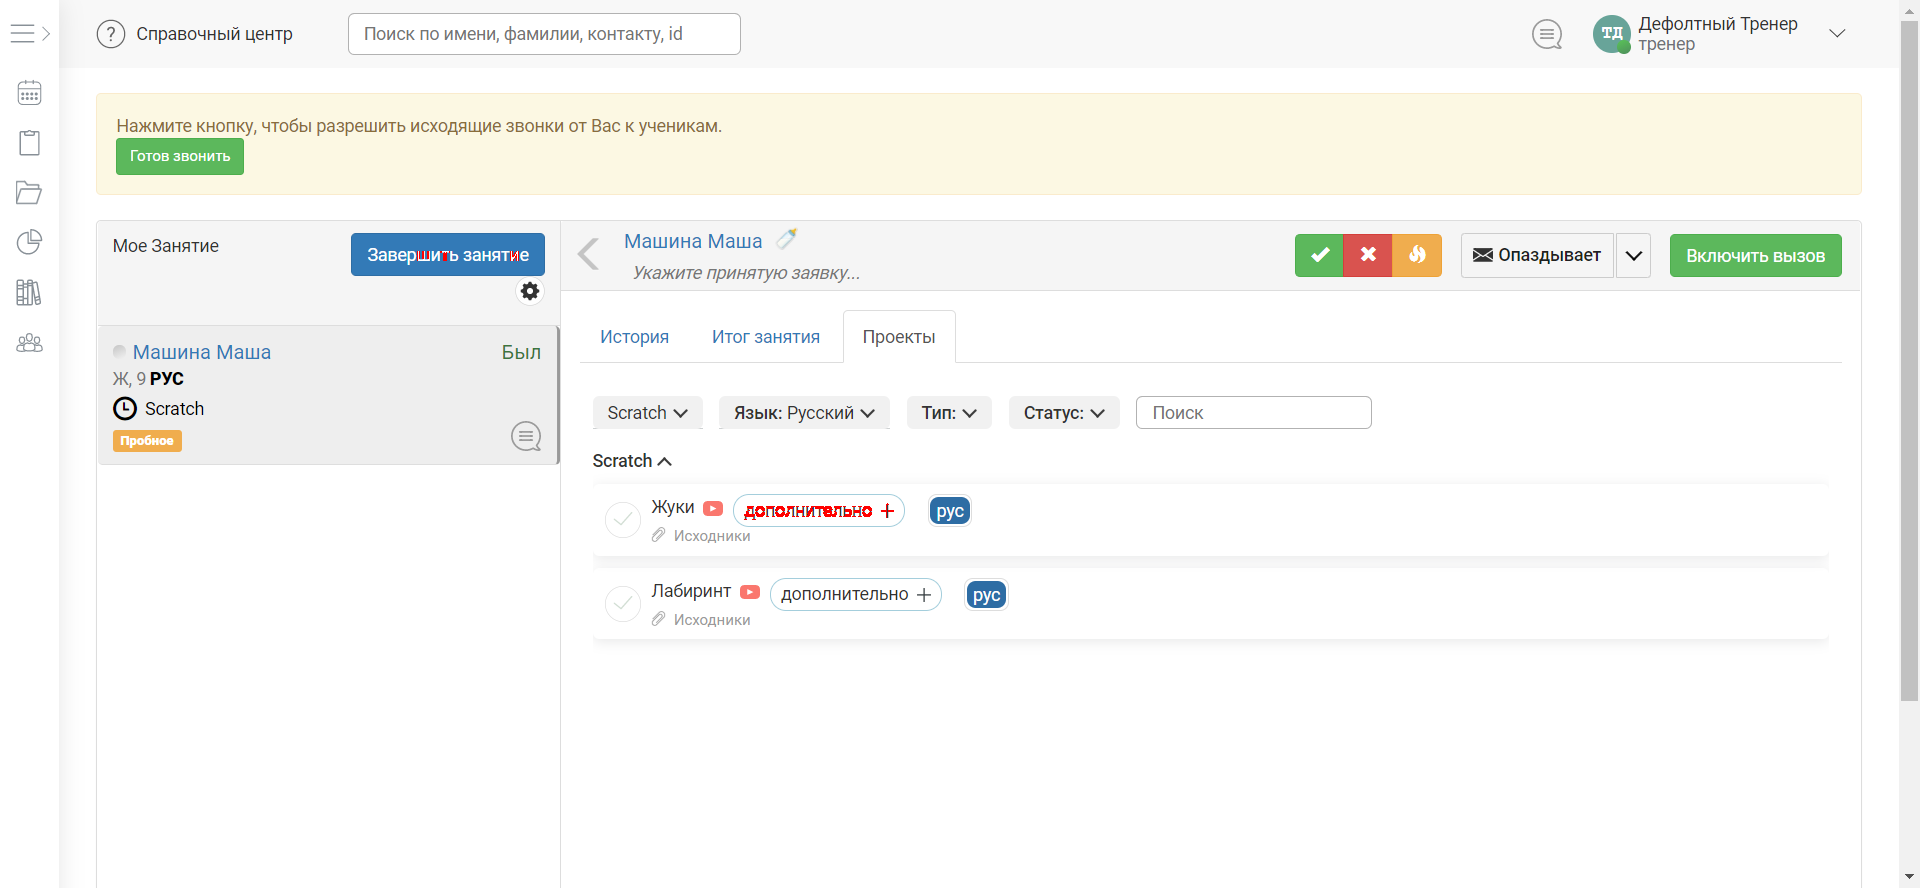 ? Справочный центр
Поиск по имени, фамилии, контакту, id
ТД
Дефолтный Тренер
тренер
Нажмите кнопку, чтобы разрешить исходящие звонки от Вас к ученикам.
Готов звонить
Мое Занятие
Завершить занятие
Машина Маша
Был
Ж, 9 РУС
Scratch
Пробное
Машина Маша
Укажите принятую заявку...
Опаздывает
Включить вызов
История
Итог занятия
Проекты
Scratch
Язык: Русский
Тип:
Статус:
Поиск
Scratch
Жуки
дополнительно +
рус
Исходники
Лабиринт
дополнительно +
рус
Исходники